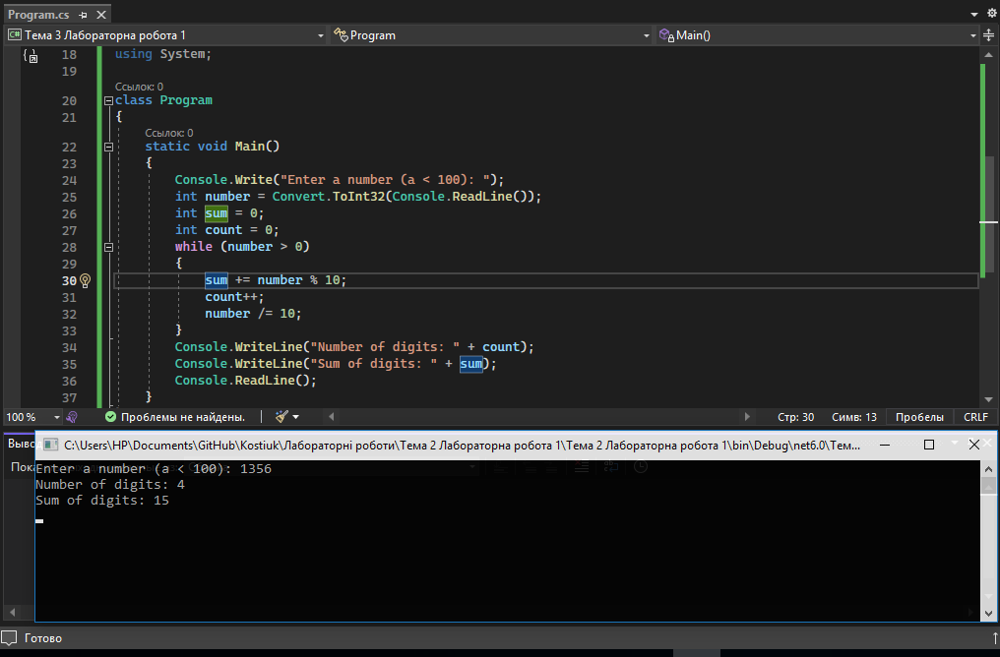 Program.cs
C# Тема 3 Лабораторна робота 1 Program Main()
18 using System;
19
Ссылок: 0
20 class Program
21 {
Ссылок: 0
22 static void Main()
23 {
24 Console.Write("Enter a number (a < 100): ");
25 int number = Convert.ToInt32(Console.ReadLine());
26 int sum = 0;
27 int count = 0;
28 while (number > 0)
29 {
30 sum += number % 10;
31 count++;
32 number /= 10;
33 }
34 Console.WriteLine("Number of digits: " + count);
35 Console.WriteLine("Sum of digits: " + sum);
36 Console.ReadLine();
37 }
100 % Проблемы не найдены. Стр: 30 Симв: 13 Пробелы CRLF
Выво
C:\Users\HP\Documents\GitHub\Kostiuk\Лабораторні роботи\Тема 2 Лабораторна робота 1\Тема 2 Лабораторна робота 1\bin\Debug\net6.0\Тем...
Пока
Enter a number (a < 100): 1356
Number of digits: 4
Sum of digits: 15
Готово